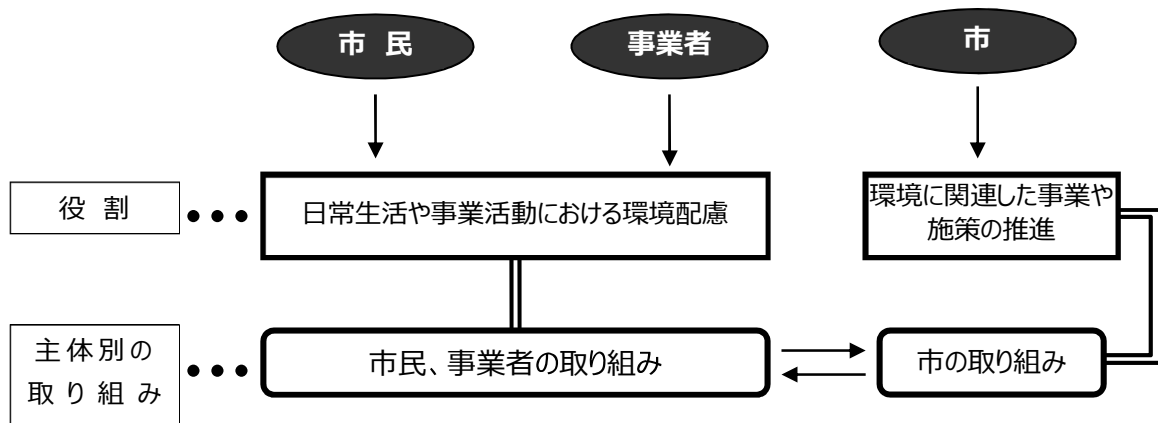 市 民
事業者
市
役 割
日常生活や事業活動における環境配慮
環境に関連した事業や
施策の推進
主体別の
取り組み
市民、事業者の取り組み
市の取り組み